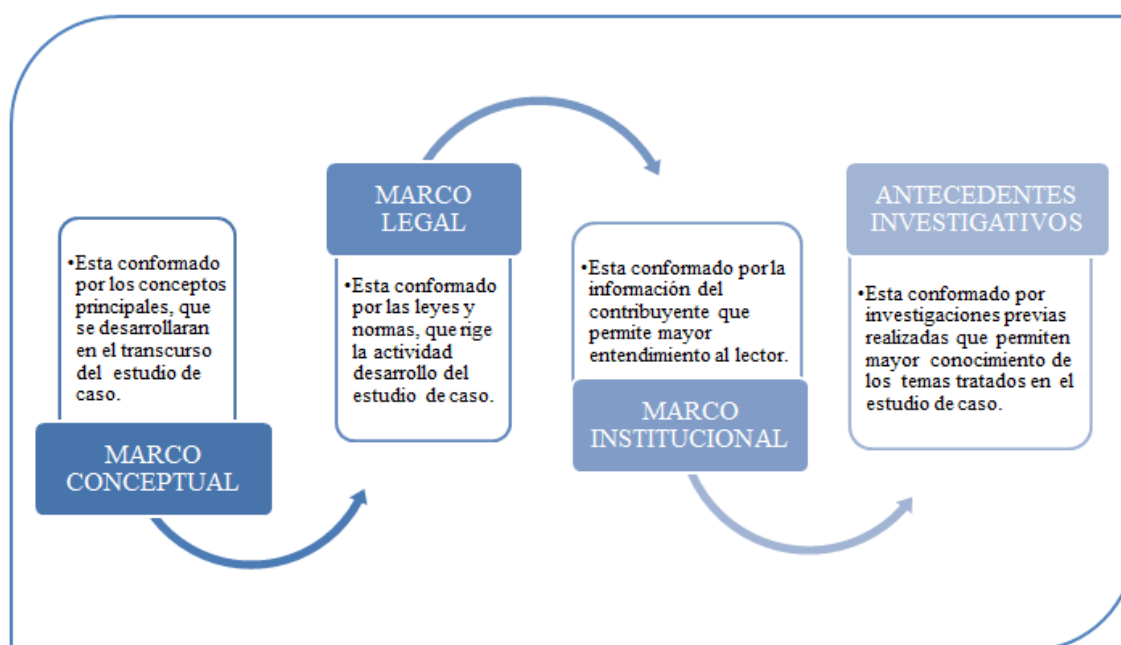 •Esta conformado
por los conceptos
principales, que
se desarrollaran
en el transcurso
del estudio de
caso.
MARCO
CONCEPTUAL
MARCO
LEGAL
•Esta conformado
por las leyes y
normas, que rige
la actividad
desarrollo del
estudio de caso.
•Esta conformado por la
información del
contribuyente que
permite mayor
entendimiento al lector.
MARCO
INSTITUCIONAL
ANTECEDENTES
INVESTIGATIVOS
•Esta conformado por
investigaciones previas
realizadas que permiten
mayor conocimiento de
los temas tratados en el
estudio de caso.